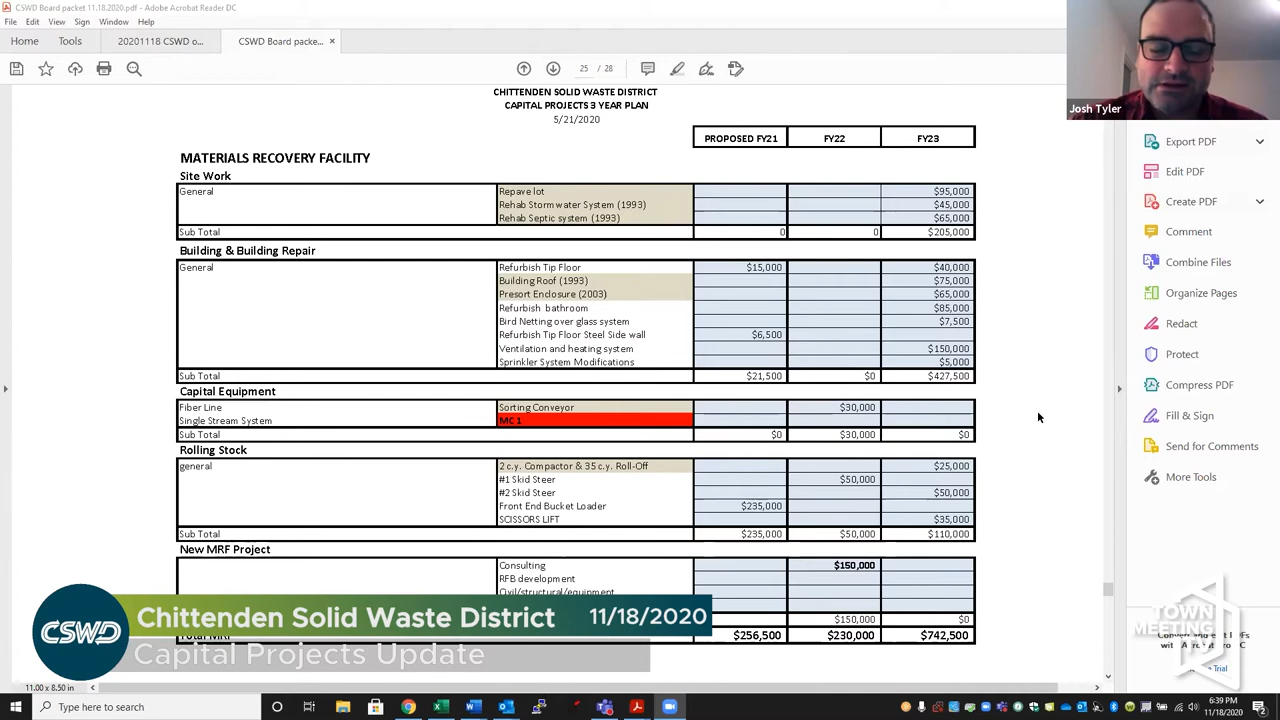 CSWD Board packet 11.18.2020.pdf - Adobe Acrobat Reader DC
File Edit View Sign Window Help
Home Tools 20201118 CSWD o... CSWD Board packe... ×
25 / 28
Josh Tyler
CHITTENDEN SOLID WASTE DISTRICT
CAPITAL PROJECTS 3 YEAR PLAN
5/21/2020
PROPOSED FY21 FY22 FY23
MATERIALS RECOVERY FACILITY
Site Work
General Repave lot $95,000
Rehab Stormwater System (1993) $45,000
Rehab Septic system (1993) $65,000
Sub Total 0 0 $205,000
Building & Building Repair
General Refurbish Tip Floor $15,000 $40,000
Building Roof (1993) $75,000
Presort Enclosure (2003) $65,000
Refurbish bathroom $85,000
Bird Netting over glass system $7,500
Refurbish Tip Floor Steel Side wall $6,500
Ventilation and heating system $150,000
Sprinkler System Modifications $5,000
Sub Total $21,500 $0 $427,500
Capital Equipment
Fiber Line Sorting Conveyor $30,000
Single Stream System MC 1
Sub Total $0 $30,000 $0
Rolling Stock
general 2 c.y. Compactor & 35 c.y. Roll-Off $25,000
#1 Skid Steer $50,000
#2 Skid Steer $50,000
Front End Bucket Loader $235,000
SCISSORS LIFT $35,000
Sub Total $235,000 $50,000 $110,000
New MRF Project
Consulting $150,000
RFB development
Civil/structural/equipment
$150,000 $0
Total MRF $256,500 $230,000 $742,500
Export PDF
Edit PDF
Create PDF
Comment
Combine Files
Organize Pages
Redact
Protect
Compress PDF
Fill & Sign
Send for Comments
More Tools
CSWD
Chittenden Solid Waste District 11/18/2020
Capital Projects Update
TOWN
MEETING
Trial
11.00 x 8.50 in
Type here to search
6:39 PM
11/18/2020